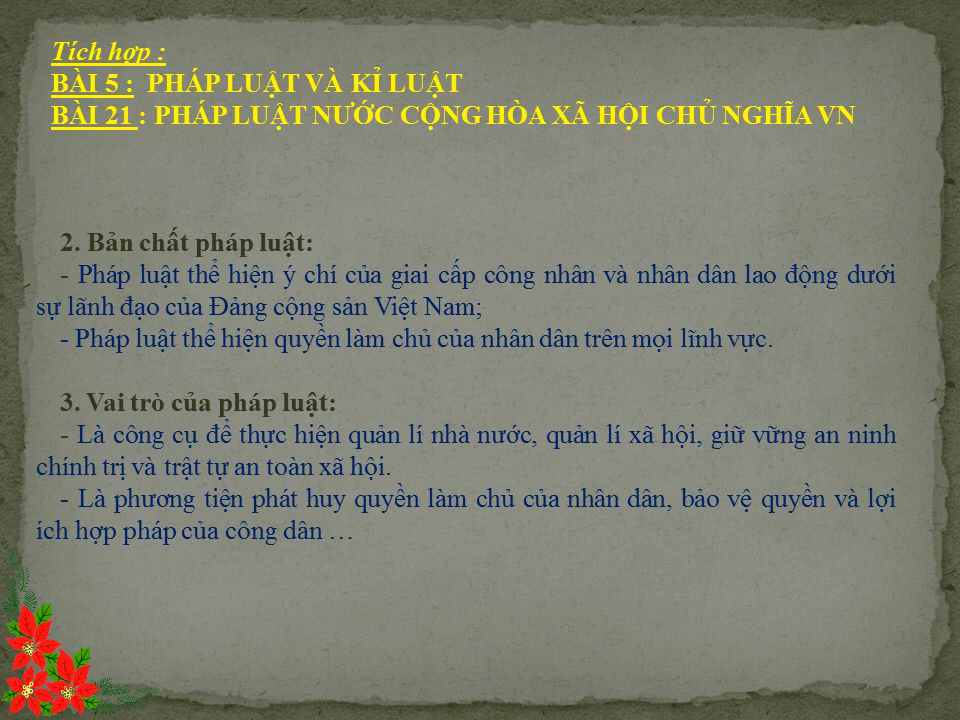 Tích hợp :
BÀI 5 : PHÁP LUẬT VÀ KỈ LUẬT
BÀI 21 : PHÁP LUẬT NƯỚC CỘNG HÒA XÃ HỘI CHỦ NGHĨA VN
2. Bản chất pháp luật:
- Pháp luật thể hiện ý chí của giai cấp công nhân và nhân dân lao động dưới
sự lãnh đạo của Đảng cộng sản Việt Nam;
- Pháp luật thể hiện quyền làm chủ của nhân dân trên mọi lĩnh vực.
3. Vai trò của pháp luật:
- Là công cụ để thực hiện quản lí nhà nước, quản lí xã hội, giữ vững an ninh
chính trị và trật tự an toàn xã hội.
- Là phương tiện phát huy quyền làm chủ của nhân dân, bảo vệ quyền và lợi
ích hợp pháp của công dân …